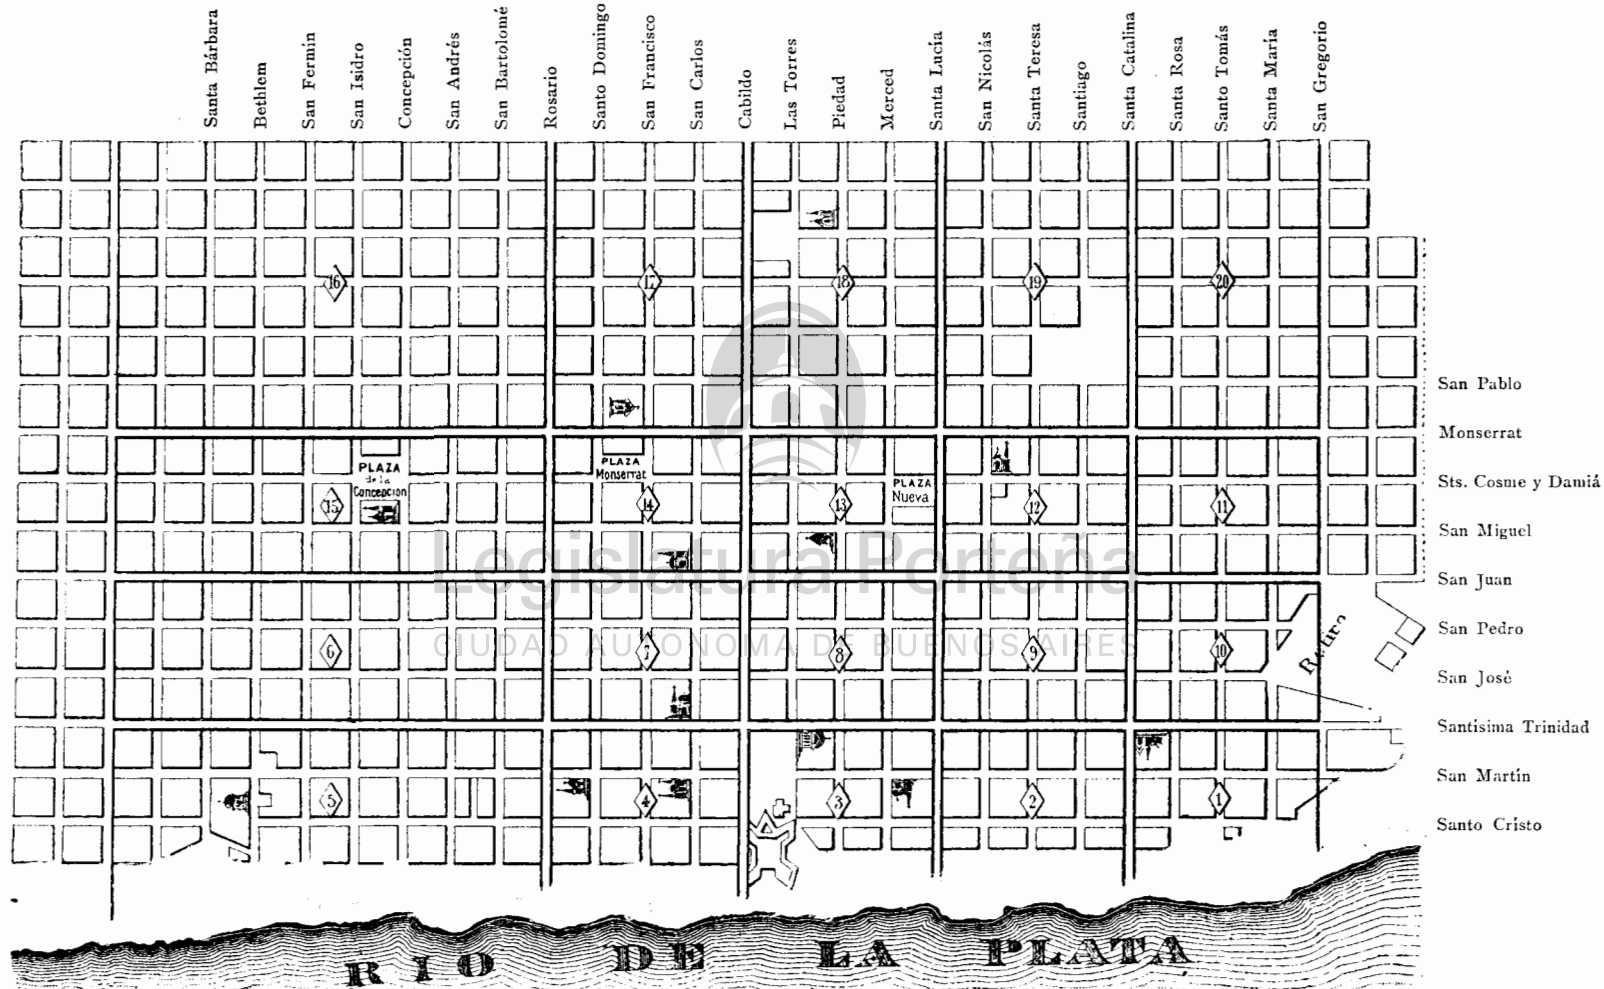 Santa Bárbara
Bethlem
San Fermín
San Isidro
Concepción
San Andrés
San Bartolomé
Rosario
Santo Domingo
San Francisco
San Carlos
Cabildo
Las Torres
Piedad
Merced
Santa Lucía
San Nicolás
Santa Teresa
Santiago
Santa Catalina
Santa Rosa
Santo Tomás
Santa María
San Gregorio
16
17
18
19
20
San Pablo
Monserrat
PLAZA
de la
Concepcion
PLAZA
Monserrat
PLAZA
Nueva
Sts. Cosme y Damiá
15
14
13
12
11
San Miguel
Legislatura Porteña
San Juan
CIUDAD AUTONOMA DE BUENOS AIRES
San Pedro
6
7
8
9
10
Retiro
San José
Santisima Trinidad
San Martín
5
4
3
2
1
Santo Cristo
RIO DE LA PLATA